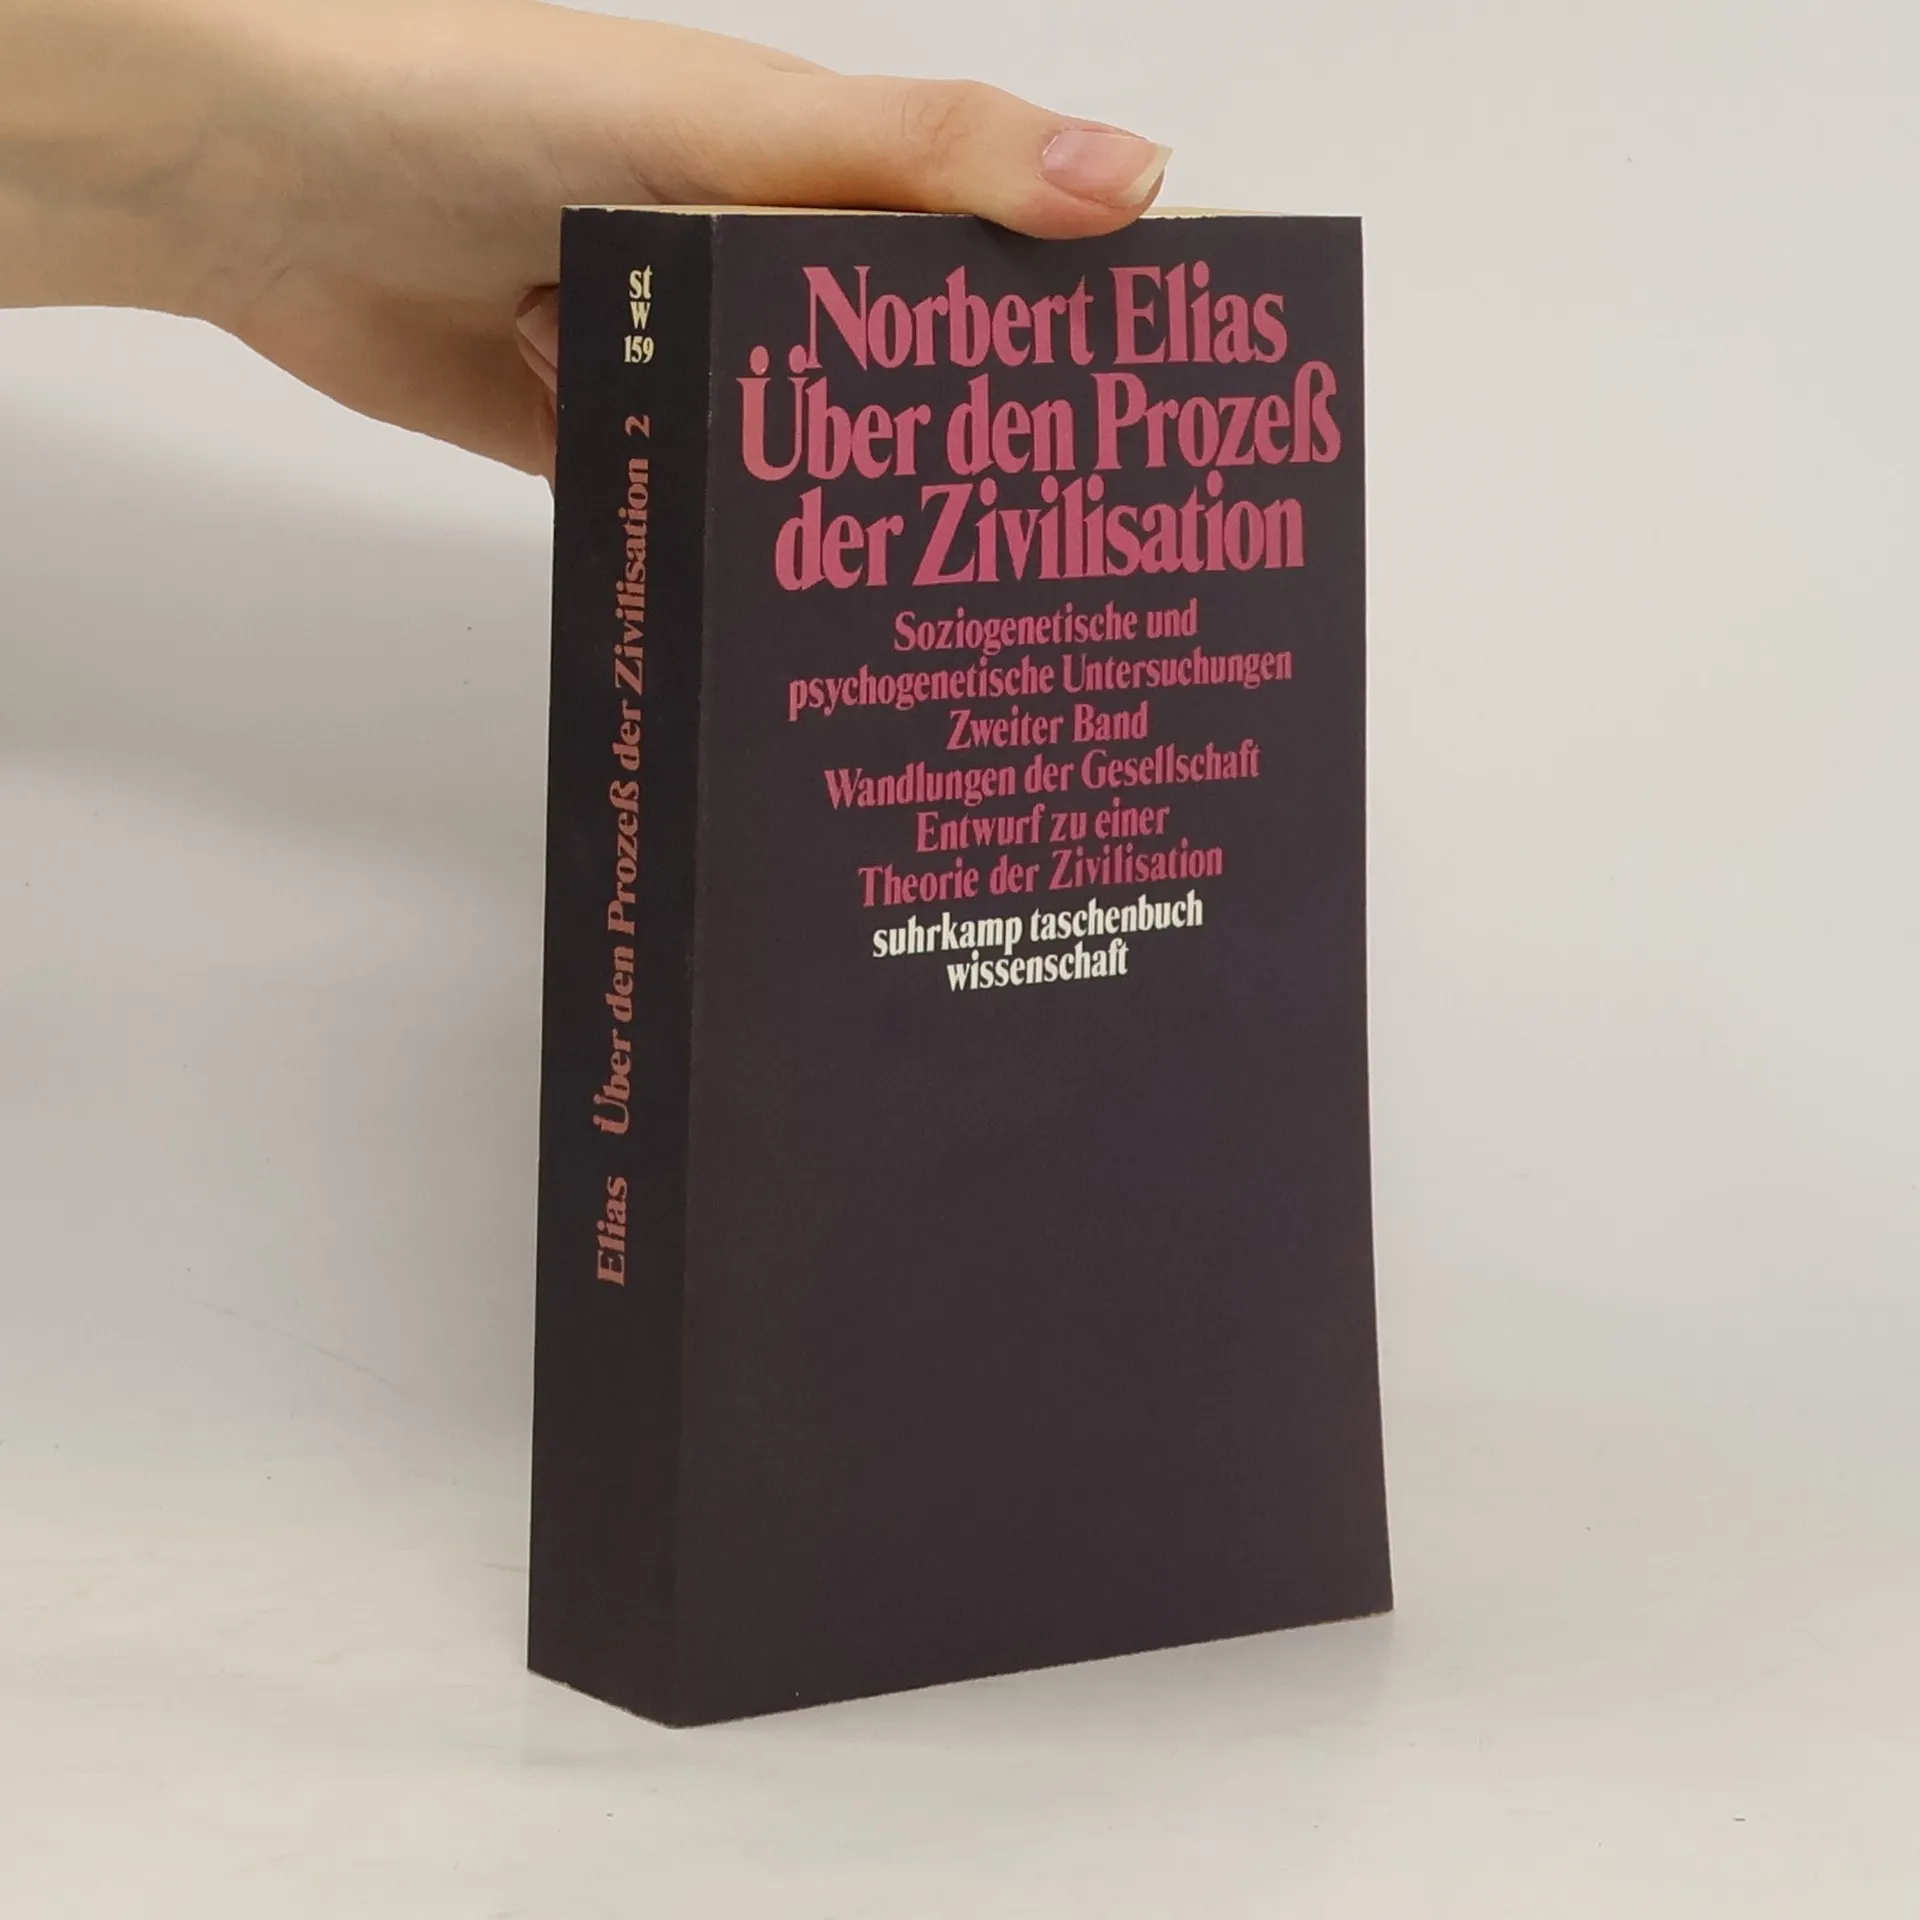 st
w
159
Elias Über den Prozeß der Zivilisation 2
Norbert Elias
Über den Prozeß
der Zivilisation
Soziogenetische und
psychogenetische Untersuchungen
Zweiter Band
Wandlungen der Gesellschaft
Entwurf zu einer
Theorie der Zivilisation
suhrkamp taschenbuch
wissenschaft